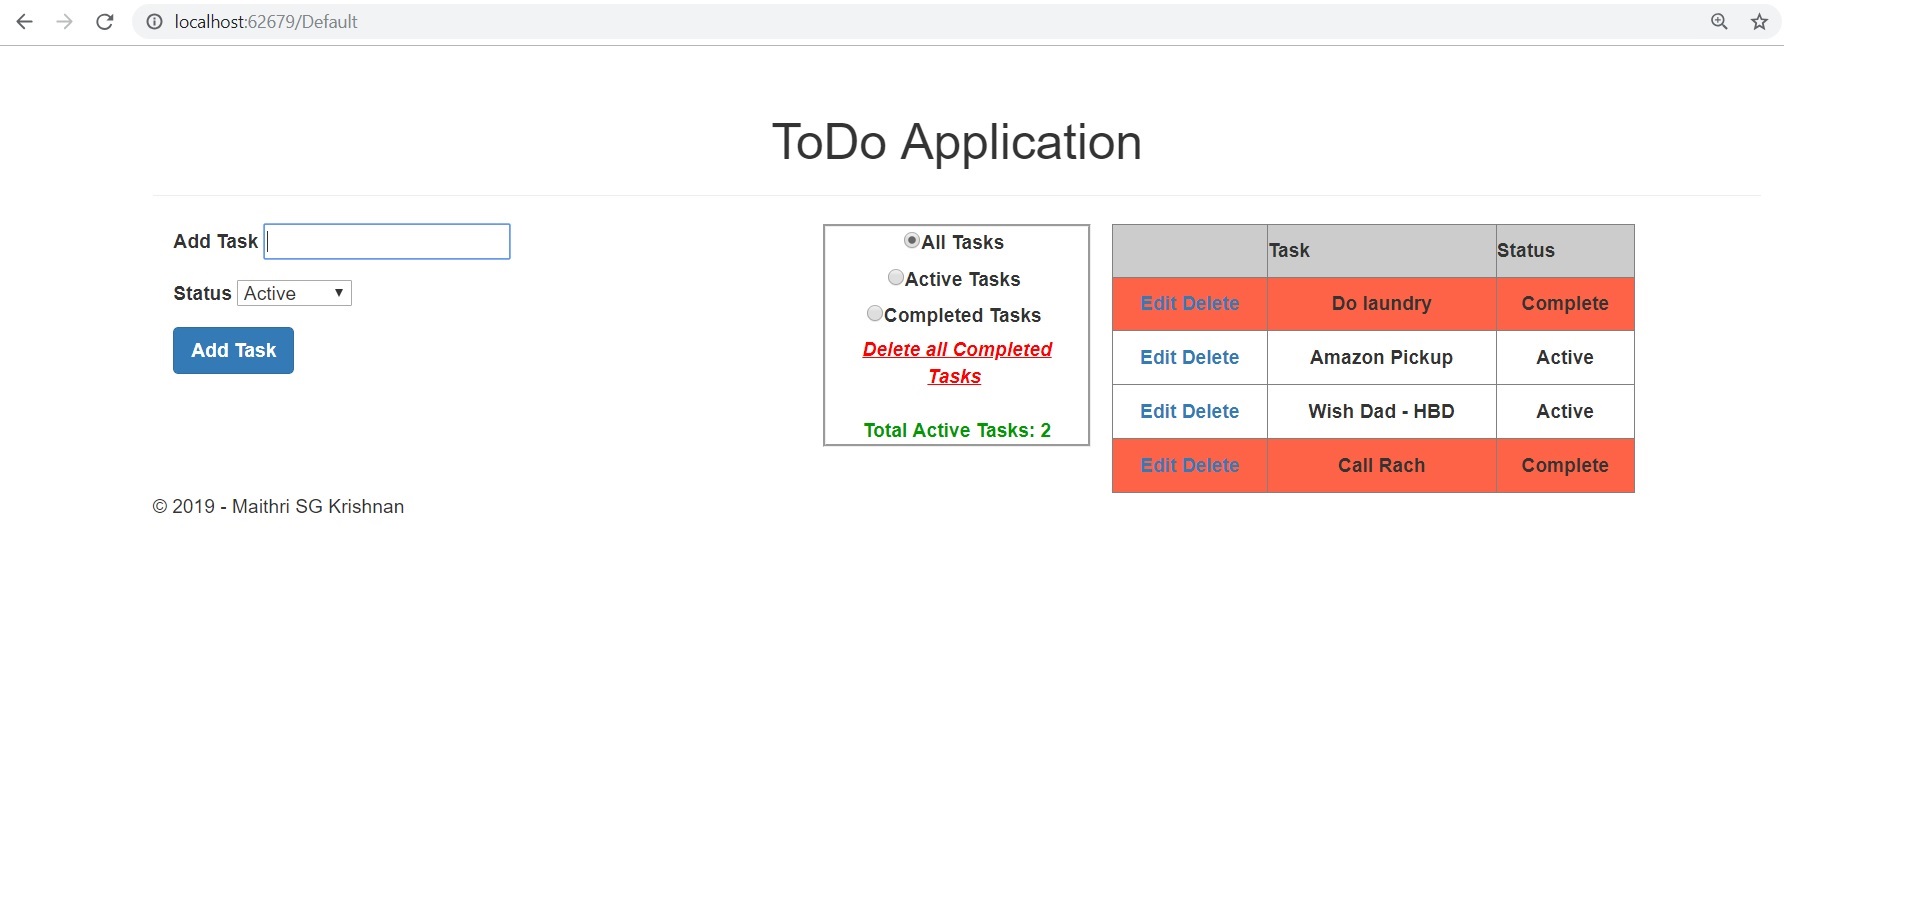 localhost:62679/Default
ToDo Application
Add Task
Status Active
Add Task
All Tasks
Active Tasks
Completed Tasks
Delete all Completed
Tasks
Total Active Tasks: 2
Task Status
Edit Delete Do laundry Complete
Edit Delete Amazon Pickup Active
Edit Delete Wish Dad - HBD Active
Edit Delete Call Rach Complete
© 2019 - Maithri SG Krishnan